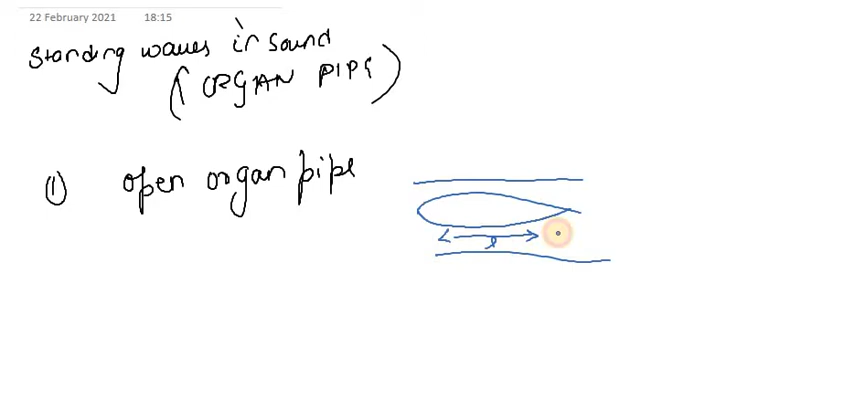 22 February 2021 18:15
Standing waves in sound
(ORGAN PIPE)
① open organ pipe
l